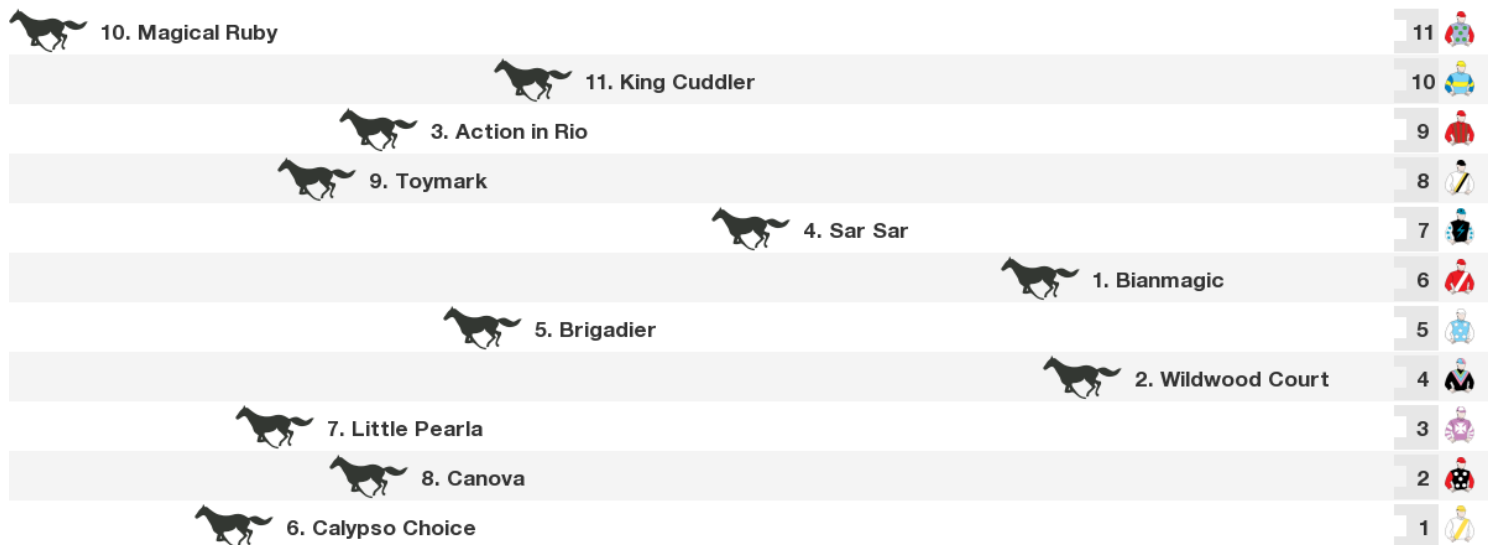 10. Magical Ruby 11
11. King Cuddler 10
3. Action in Rio 9
9. Toymark 8
4. Sar Sar 7
1. Bianmagic 6
5. Brigadier 5
2. Wildwood Court 4
7. Little Pearla 3
8. Canova 2
6. Calypso Choice 1